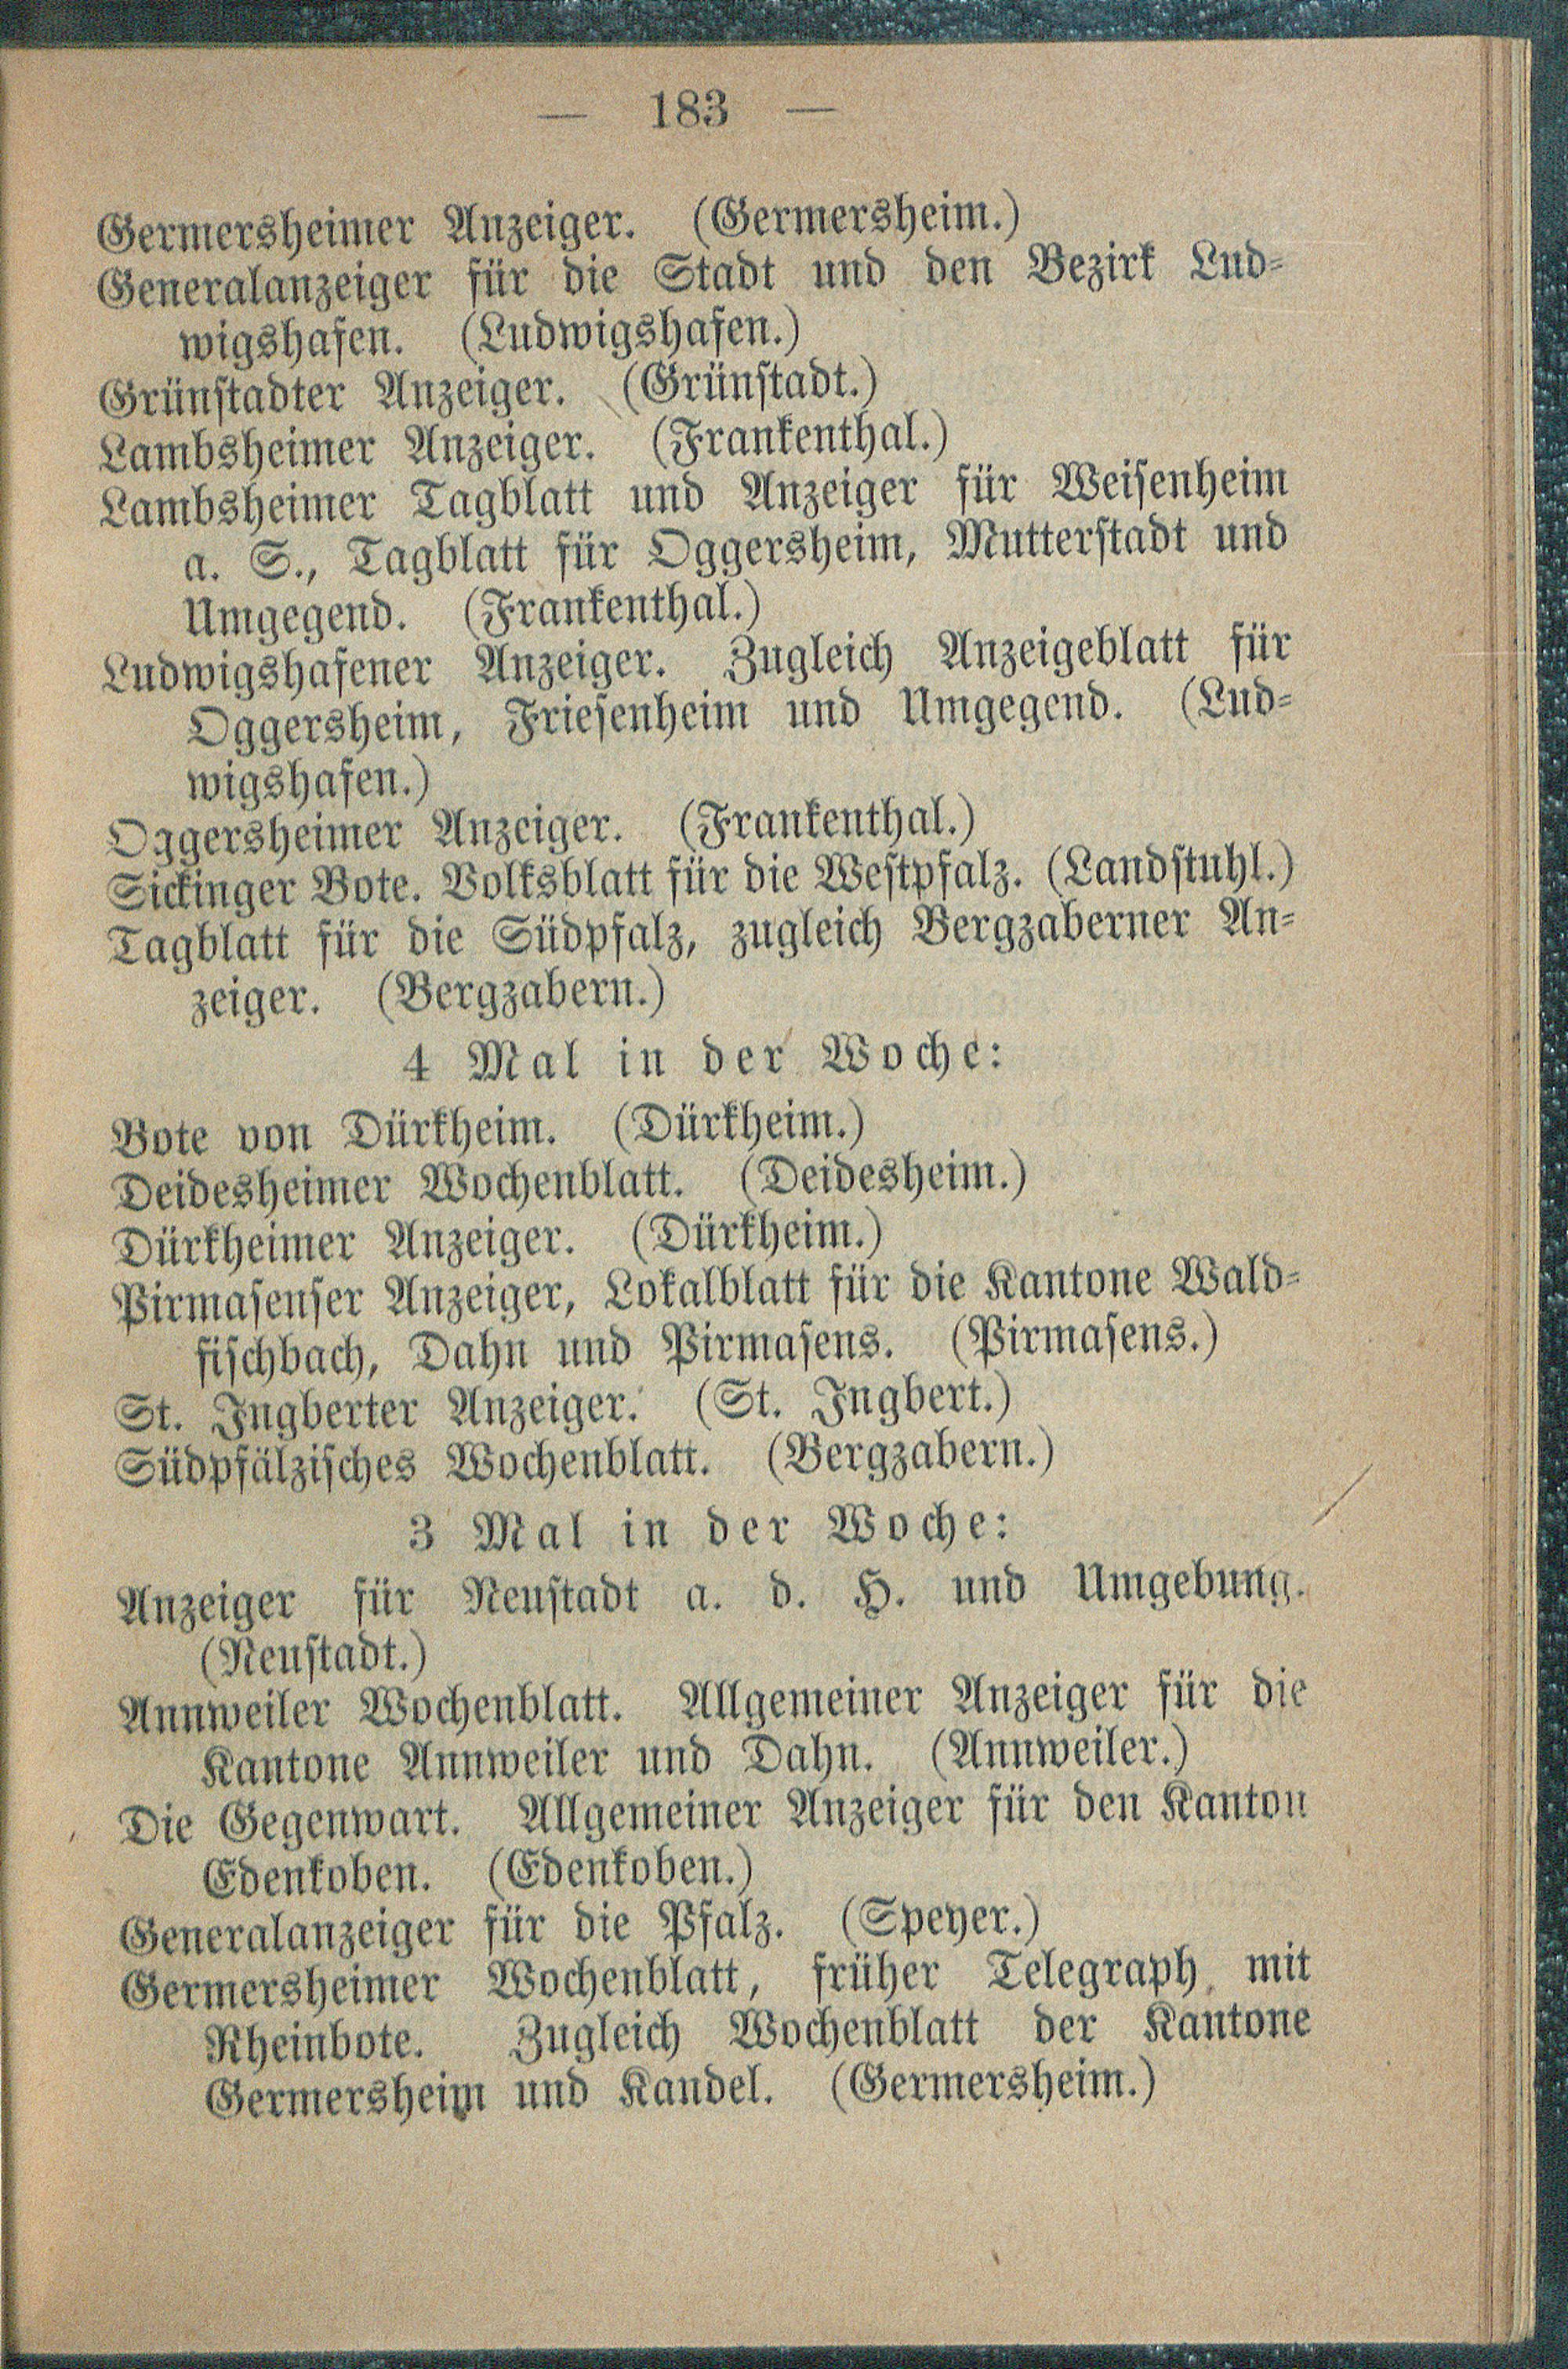 — 183 —
Germersheimer Anzeiger. (Germersheim.)
Generalanzeiger für die Stadt und den Bezirk Lud-
wigshafen. (Ludwigshafen.)
Grünstadter Anzeiger. (Grünstadt.)
Lambsheimer Anzeiger. (Frankenthal.)
Lambsheimer Tagblatt und Anzeiger für Weisenheim
a. S., Tagblatt für Oggersheim, Mutterstadt und
Umgegend. (Frankenthal.)
Ludwigshafener Anzeiger. Zugleich Anzeigeblatt für
Oggersheim, Friesenheim und Umgegend. (Lud-
wigshafen.)
Oggersheimer Anzeiger. (Frankenthal.)
Sickinger Bote. Volksblatt für die Westpfalz. (Landstuhl.)
Tagblatt für die Südpfalz, zugleich Bergzaberner An-
zeiger. (Bergzabern.)
4 Mal in der Woche:
Bote von Dürkheim. (Dürkheim.)
Deidesheimer Wochenblatt. (Deidesheim.)
Dürkheimer Anzeiger. (Dürkheim.)
Pirmasenser Anzeiger, Lokalblatt für die Kantone Wald-
fischbach, Dahn und Pirmasens. (Pirmasens.)
St. Ingberter Anzeiger. (St. Ingbert.)
Südpfälzisches Wochenblatt. (Bergzabern.)
3 Mal in der Woche:
Anzeiger für Neustadt a. d. H. und Umgebung.
(Neustadt.)
Annweiler Wochenblatt. Allgemeiner Anzeiger für die
Kantone Annweiler und Dahn. (Annweiler.)
Die Gegenwart. Allgemeiner Anzeiger für den Kanton
Edenkoben. (Edenkoben.)
Generalanzeiger für die Pfalz. (Speyer.)
Germersheimer Wochenblatt, früher Telegraph, mit
Rheinbote. Zugleich Wochenblatt der Kantone
Germersheim und Kandel. (Germersheim.)